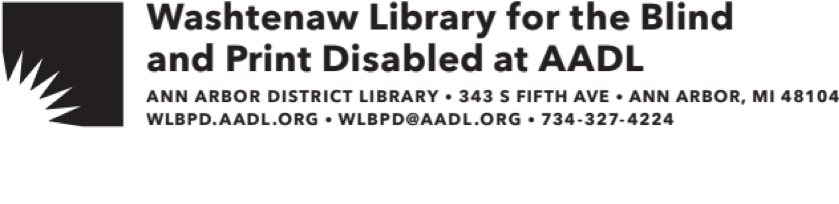 Washtenaw Library for the Blind
and Print Disabled at AADL
ANN ARBOR DISTRICT LIBRARY • 343 S FIFTH AVE • ANN ARBOR, MI 48104
WLBPD.AADL.ORG • WLBPD@AADL.ORG • 734-327-4224